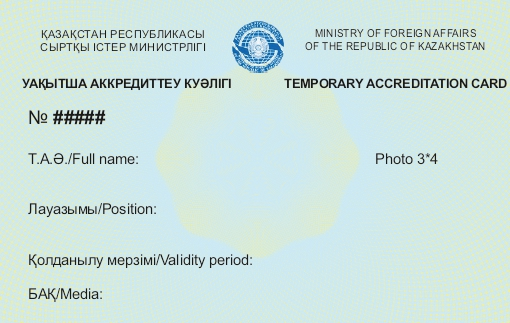 ҚАЗАҚСТАН РЕСПУБЛИКАСЫ
СЫРТҚЫ ІСТЕР МИНИСТРЛІГІ
MINISTRY OF FOREIGN AFFAIRS
OF THE REPUBLIC OF KAZAKHSTAN
УАҚЫТША АККРЕДИТТЕУ КУӘЛІГІ
TEMPORARY ACCREDITATION CARD
№ #####
Т.А.Ә./Full name:
Photo 3*4
Лауазымы/Position:
Қолданылу мерзімі/Validity period:
БАҚ/Media: